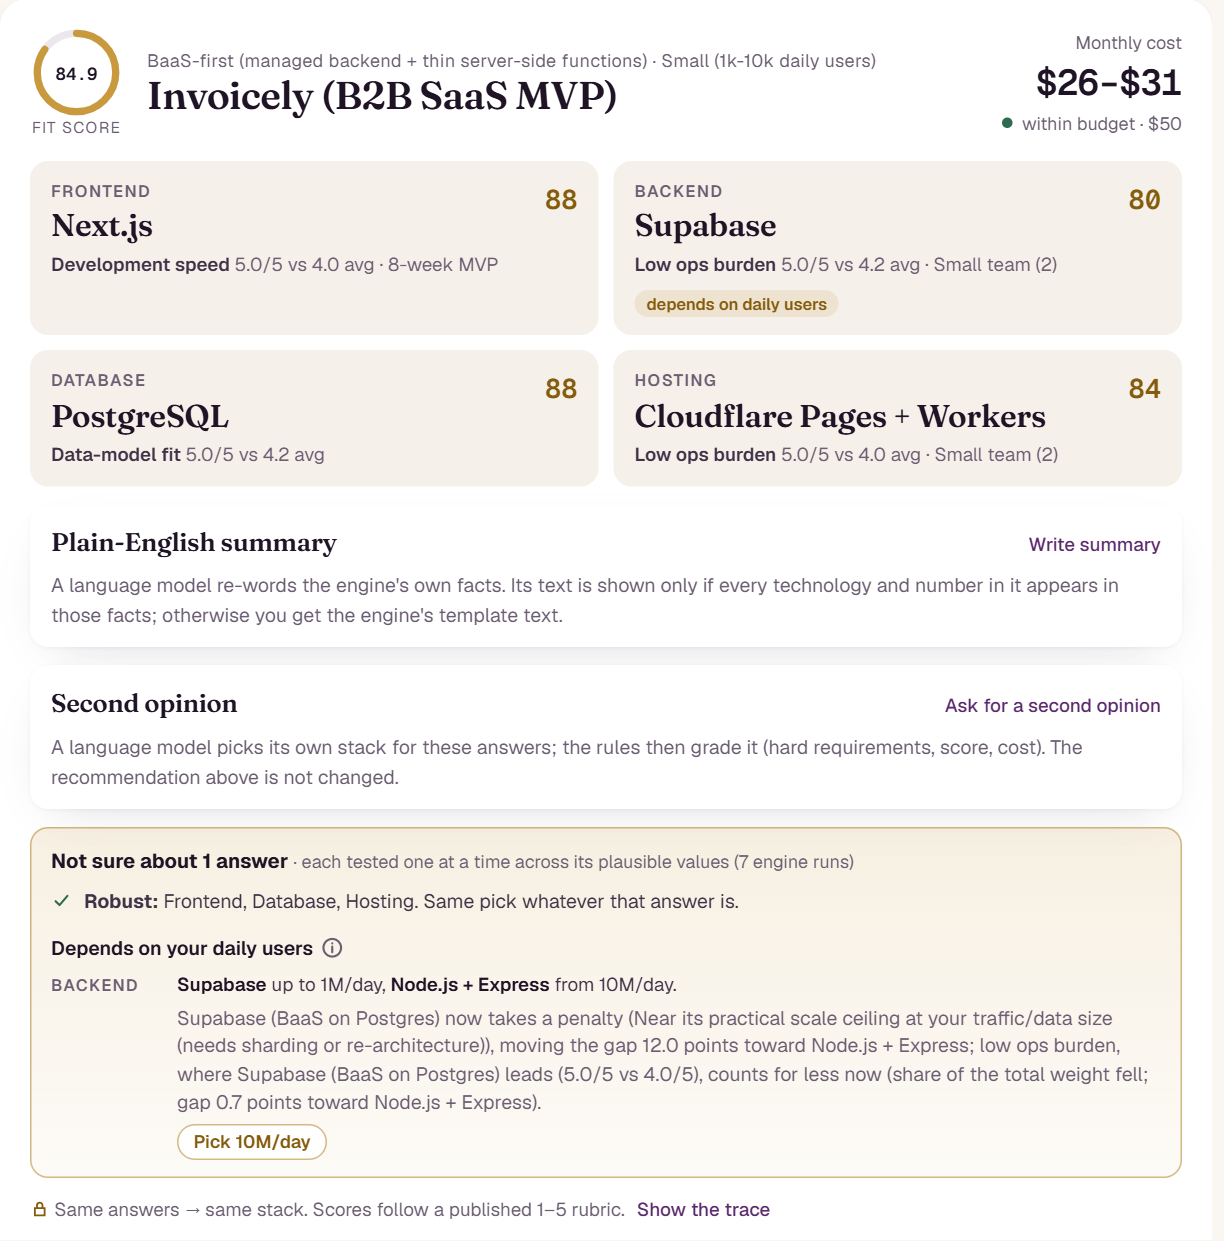 84.9
FIT SCORE
BaaS-first (managed backend + thin server-side functions) · Small (1k-10k daily users)
Invoicely (B2B SaaS MVP)
Monthly cost
$26–$31
within budget · $50
FRONTEND
88
Next.js
Development speed 5.0/5 vs 4.0 avg · 8-week MVP
BACKEND
80
Supabase
Low ops burden 5.0/5 vs 4.2 avg · Small team (2)
depends on daily users
DATABASE
88
PostgreSQL
Data-model fit 5.0/5 vs 4.2 avg
HOSTING
84
Cloudflare Pages + Workers
Low ops burden 5.0/5 vs 4.0 avg · Small team (2)
Plain-English summary
Write summary
A language model re-words the engine's own facts. Its text is shown only if every technology and number in it appears in
those facts; otherwise you get the engine's template text.
Second opinion
Ask for a second opinion
A language model picks its own stack for these answers; the rules then grade it (hard requirements, score, cost). The
recommendation above is not changed.
Not sure about 1 answer · each tested one at a time across its plausible values (7 engine runs)
Robust: Frontend, Database, Hosting. Same pick whatever that answer is.
Depends on your daily users
BACKEND
Supabase up to 1M/day, Node.js + Express from 10M/day.
Supabase (BaaS on Postgres) now takes a penalty (Near its practical scale ceiling at your traffic/data size
(needs sharding or re-architecture)), moving the gap 12.0 points toward Node.js + Express; low ops burden,
where Supabase (BaaS on Postgres) leads (5.0/5 vs 4.0/5), counts for less now (share of the total weight fell;
gap 0.7 points toward Node.js + Express).
Pick 10M/day
Same answers → same stack. Scores follow a published 1–5 rubric. Show the trace